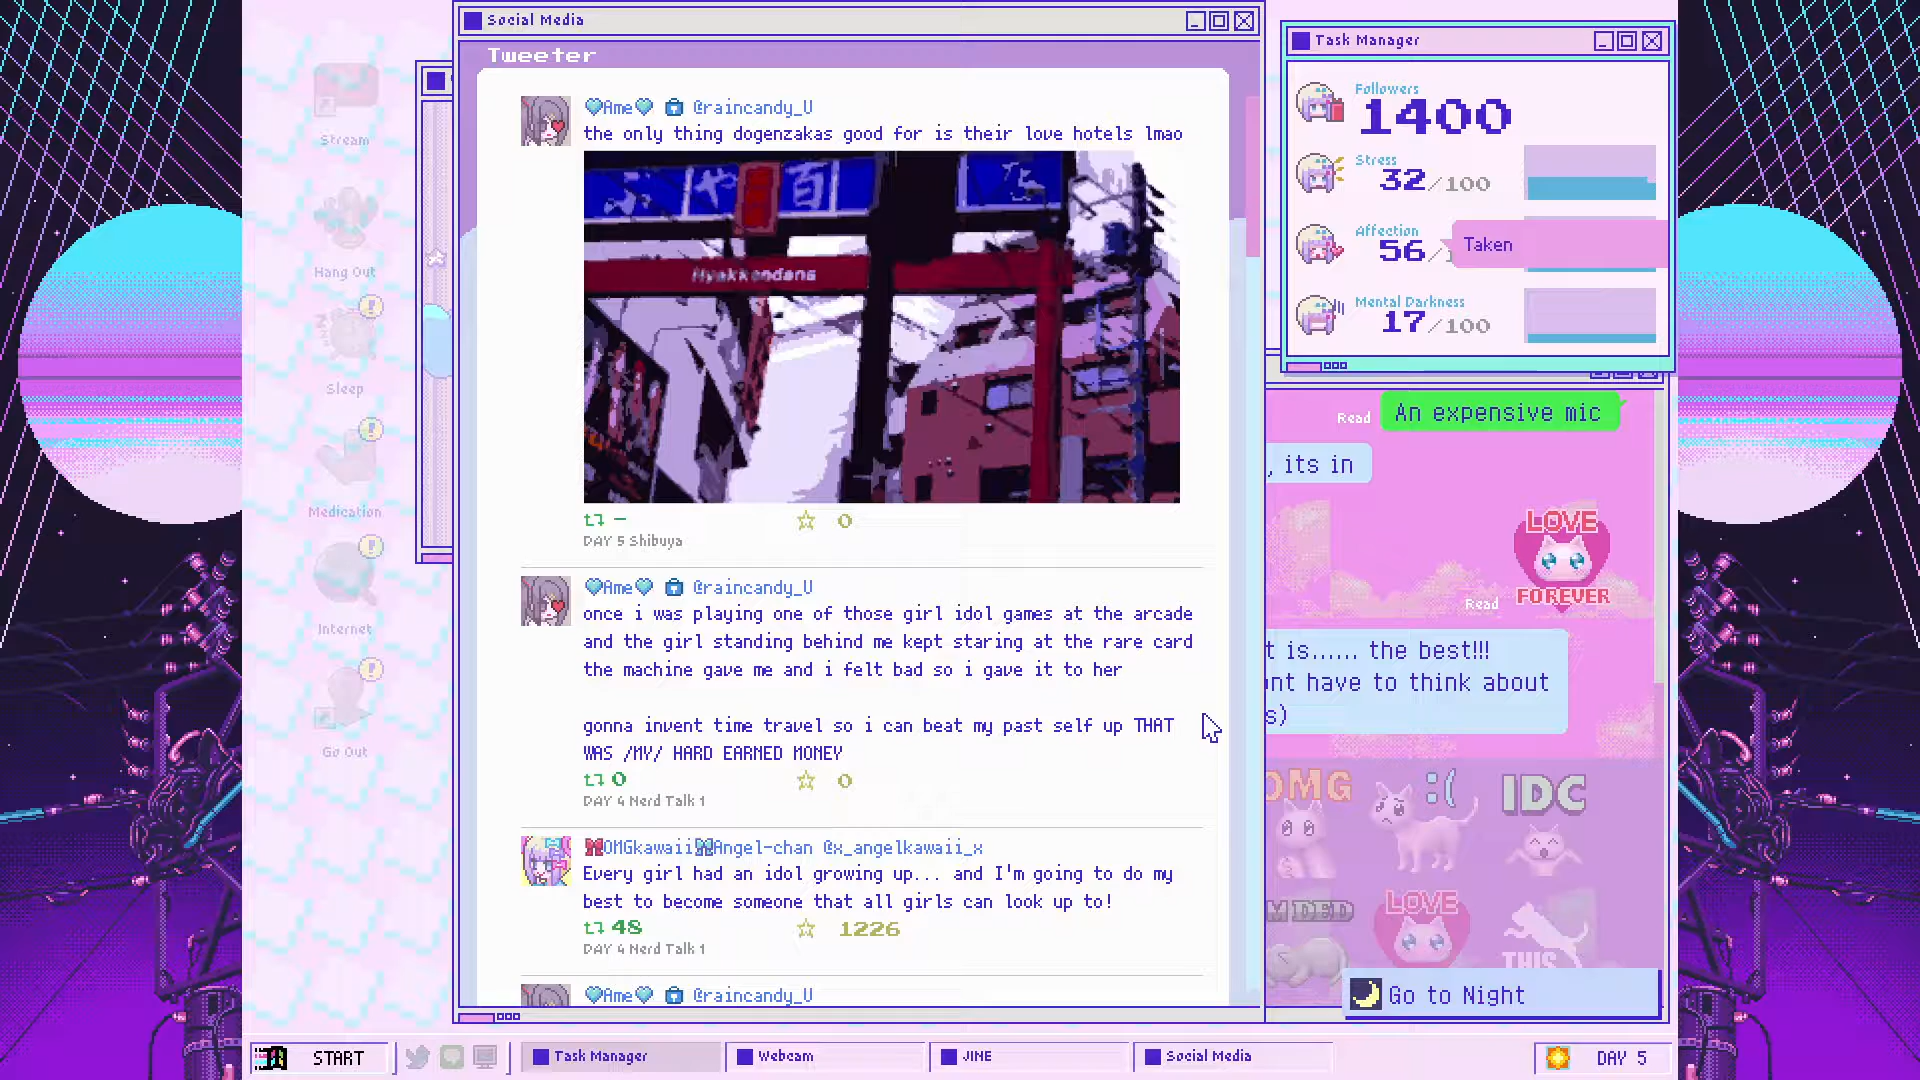 Social Media
Tweeter
Ame @raincandy_U
the only thing dogenzakas good for is their love hotels lmao
百
Hyakkendana
0
DAY 5 Shibuya
Ame @raincandy_U
once i was playing one of those girl idol games at the arcade
and the girl standing behind me kept staring at the rare card
the machine gave me and i felt bad so i gave it to her
gonna invent time travel so i can beat my past self up THAT
WAS /MY/ HARD EARNED MONEY
0 0
DAY 4 Nerd Talk 1
OMGkawaiiAngel-chan @x_angelkawaii_x
Every girl had an idol growing up... and I'm going to do my
best to become someone that all girls can look up to!
48 1226
DAY 4 Nerd Talk 1
Ame @raincandy_U
Stream
Hang Out
Sleep
Medication
Internet
Go Out
Task Manager
Followers
1400
Stress
32/100
Affection
56/1
Taken
Mental Darkness
17/100
Read
An expensive mic
, its in
LOVE
FOREVER
Read
t is...... the best!!!
nt have to think about
s)
OMG
:(
IDC
M DED
LOVE
THIS
Go to Night
START
Task Manager
Webcam
JINE
Social Media
DAY 5